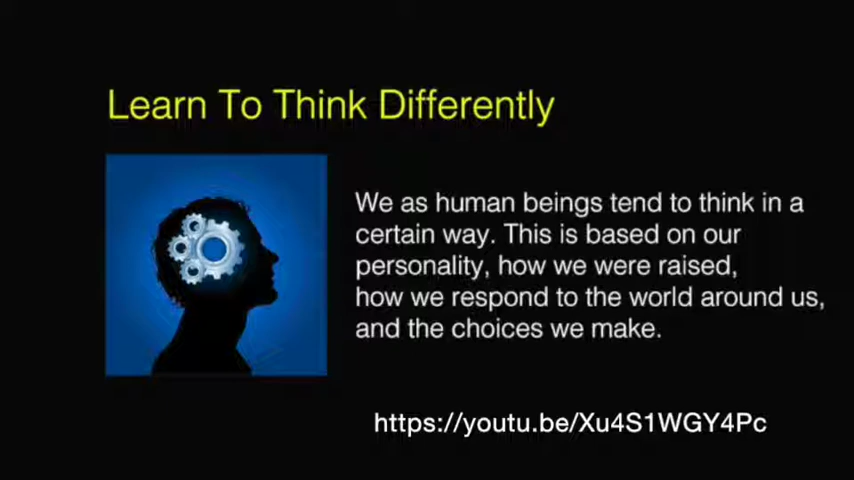 Learn To Think Differently
We as human beings tend to think in a
certain way. This is based on our
personality, how we were raised,
how we respond to the world around us,
and the choices we make.
https://youtu.be/Xu4S1WGY4Pc